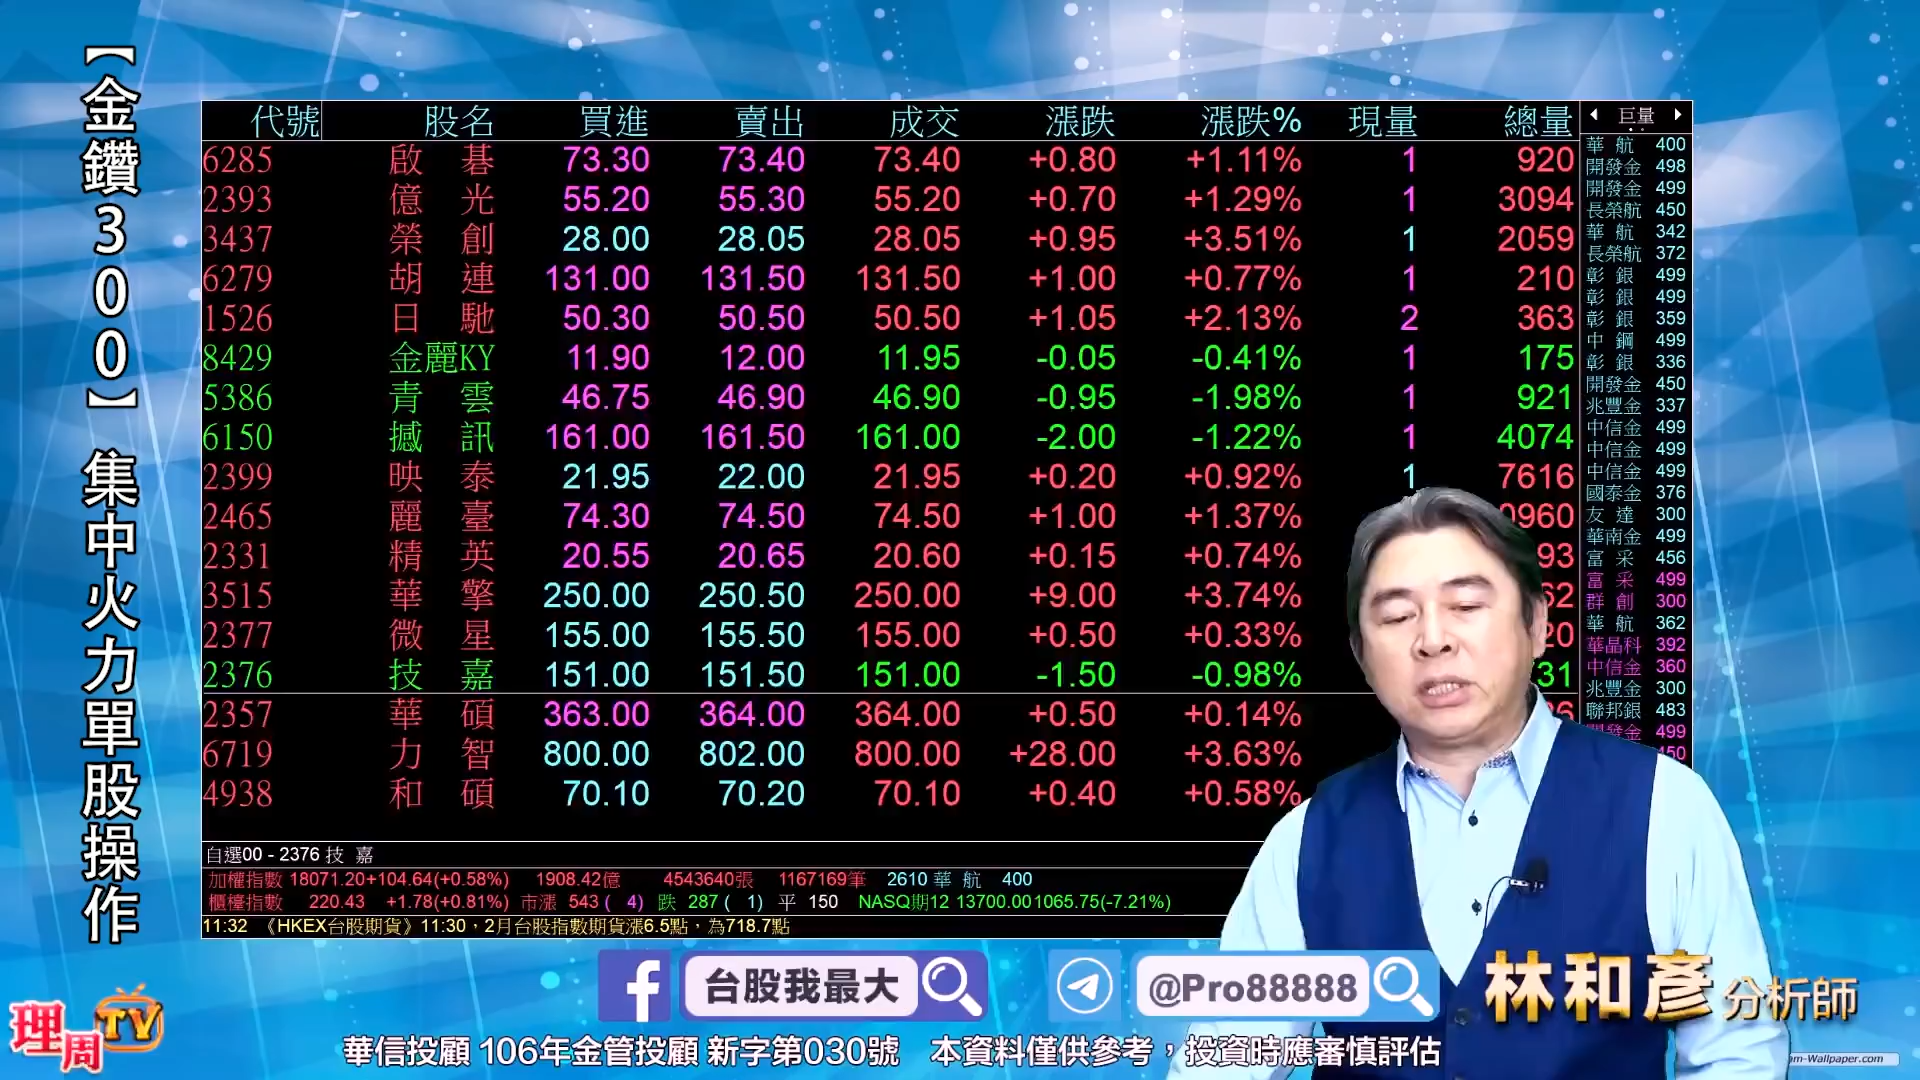 【金鑽300】集中火力單股操作
代號 股名 買進 賣出 成交 漲跌 漲跌% 現量 總量
6285 啟碁 73.30 73.40 73.40 +0.80 +1.11% 1 920
2393 億光 55.20 55.30 55.20 +0.70 +1.29% 1 3094
3437 榮創 28.00 28.05 28.05 +0.95 +3.51% 1 2059
6279 胡連 131.00 131.50 131.50 +1.00 +0.77% 1 210
1526 日馳 50.30 50.50 50.50 +1.05 +2.13% 2 363
8429 金麗KY 11.90 12.00 11.95 -0.05 -0.41% 1 175
5386 青雲 46.75 46.90 46.90 -0.95 -1.98% 1 921
6150 撼訊 161.00 161.50 161.00 -2.00 -1.22% 1 4074
2399 映泰 21.95 22.00 21.95 +0.20 +0.92% 1 7616
2465 麗臺 74.30 74.50 74.50 +1.00 +1.37% 960
2331 精英 20.55 20.65 20.60 +0.15 +0.74% 93
3515 華擎 250.00 250.50 250.00 +9.00 +3.74% 62
2377 微星 155.00 155.50 155.00 +0.50 +0.33% 20
2376 技嘉 151.00 151.50 151.00 -1.50 -0.98% 31
2357 華碩 363.00 364.00 364.00 +0.50 +0.14%
6719 力智 800.00 802.00 800.00 +28.00 +3.63%
4938 和碩 70.10 70.20 70.10 +0.40 +0.58%
巨量
華航 400
開發金 498
開發金 499
長榮航 450
華航 342
長榮航 372
彰銀 499
彰銀 499
彰銀 359
中鋼 499
彰銀 336
開發金 450
兆豐金 337
中信金 499
中信金 499
中信金 499
國泰金 376
友達 300
華南金 499
富采 456
富采 499
群創 300
華航 362
華晶科 392
中信金 360
兆豐金 300
聯邦銀 483
開發金 499
450
自選00 - 2376 技嘉
加權指數 18071.20+104.64(+0.58%) 1908.42億 4543640張 1167169筆 2610 華航 400
櫃檯指數 220.43 +1.78(+0.81%) 市漲 543( 4) 跌 287( 1) 平 150 NASQ期12 13700.001065.75(-7.21%)
11:32 《HKEX台股期貨》11:30，2月台股指數期貨漲6.5點，為718.7點
台股我最大
@Pro88888
林和彥分析師
理周TV
華信投顧 106年金管投顧 新字第030號 本資料僅供參考，投資時應審慎評估
m-Wallpaper.com